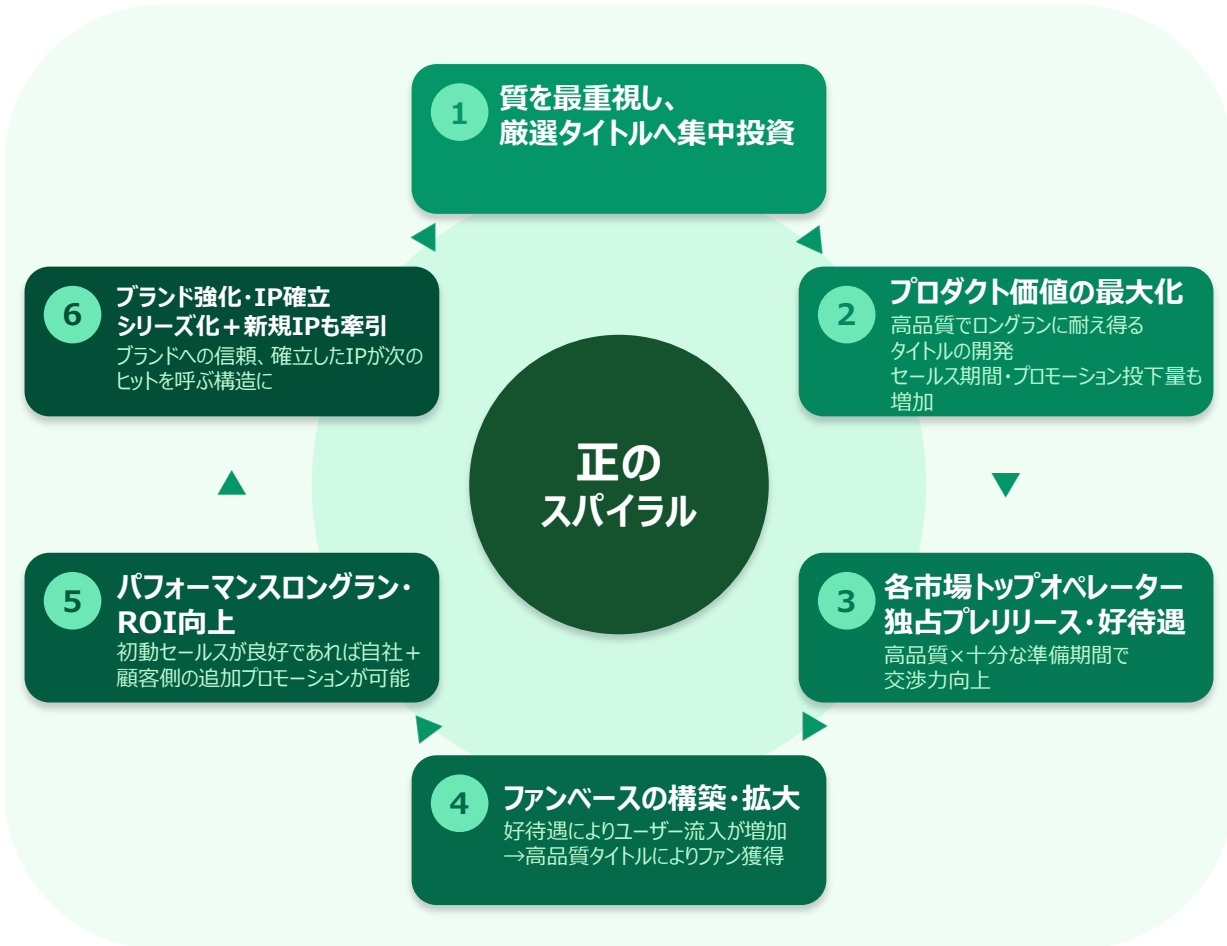 1
質を最重視し、
厳選タイトルへ集中投資
2
プロダクト価値の最大化
高品質でロングランに耐え得る
タイトルの開発
セールス期間・プロモーション投下量も
増加
3
各市場トップオペレーター
独占プレリリース・好待遇
高品質×十分な準備期間で
交渉力向上
4
ファンベースの構築・拡大
好待遇によりユーザー流入が増加
→高品質タイトルによりファン獲得
5
パフォーマンスロングラン・
ROI向上
初動セールスが良好であれば自社＋
顧客側の追加プロモーションが可能
6
ブランド強化・IP確立
シリーズ化＋新規IPも牽引
ブランドへの信頼、確立したIPが次の
ヒットを呼ぶ構造に
正の
スパイラル